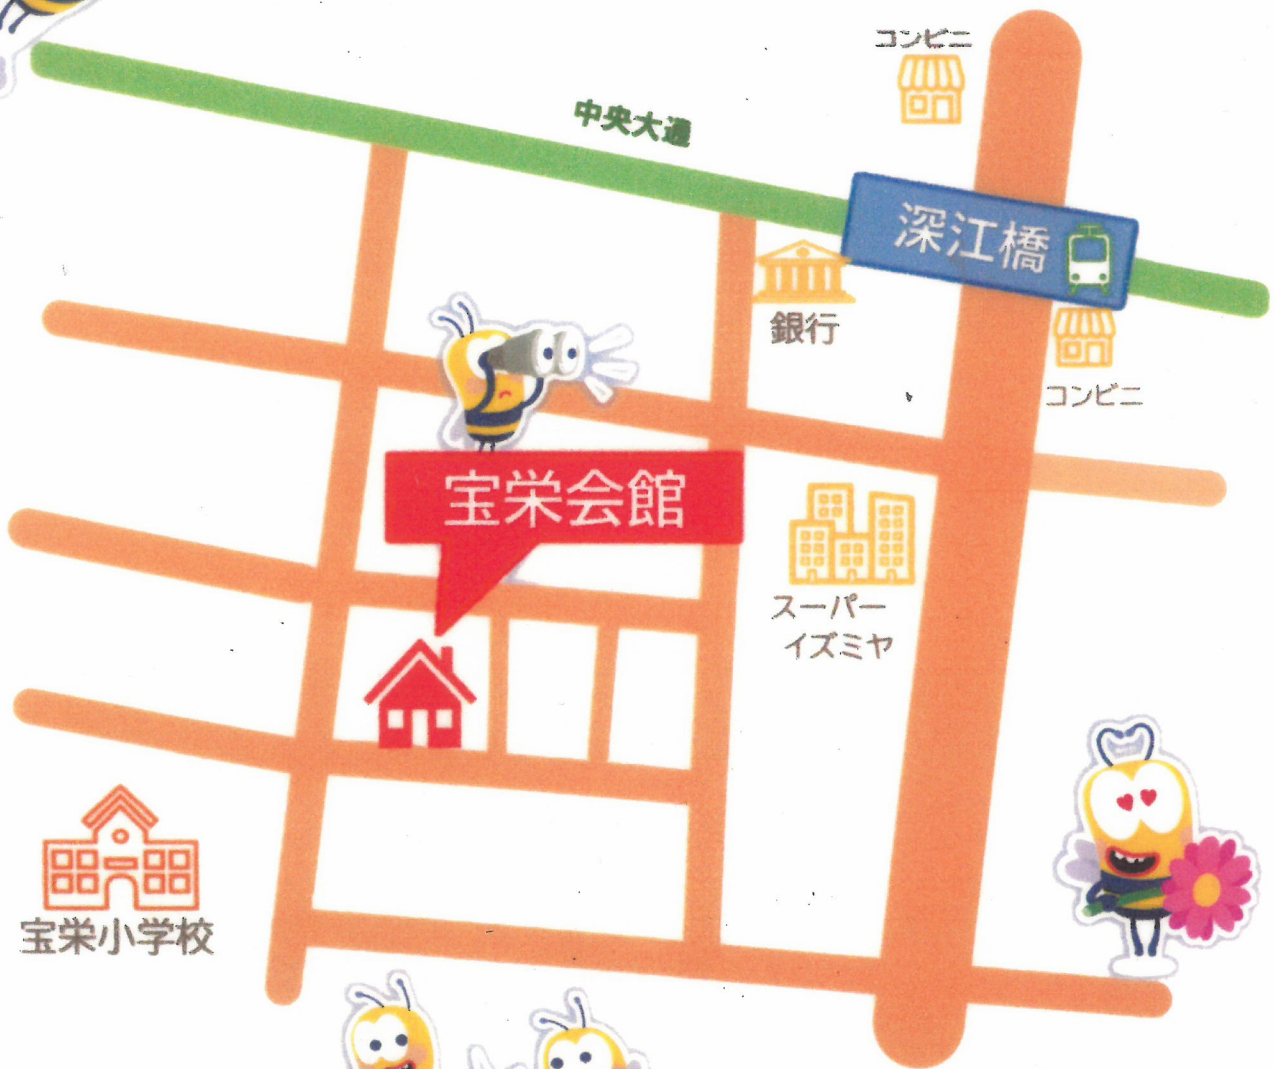 コンビニ
中央大通
深江橋
銀行
コンビニ
宝栄会館
スーパー
イズミヤ
宝栄小学校